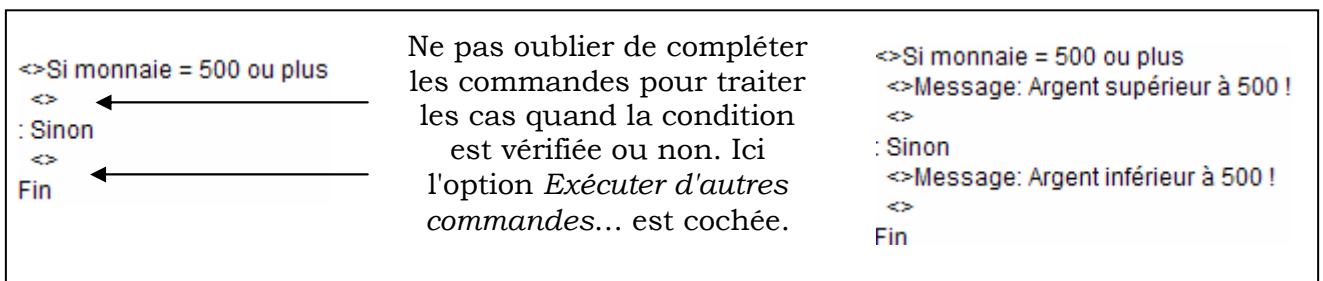 <>Si monnaie = 500 ou plus
<>
: Sinon
<>
Fin
Ne pas oublier de compléter
les commandes pour traiter
les cas quand la condition
est vérifiée ou non. Ici
l'option Exécuter d'autres
commandes… est cochée.
<>Si monnaie = 500 ou plus
<>Message: Argent supérieur à 500 !
<>
: Sinon
<>Message: Argent inférieur à 500 !
<>
Fin